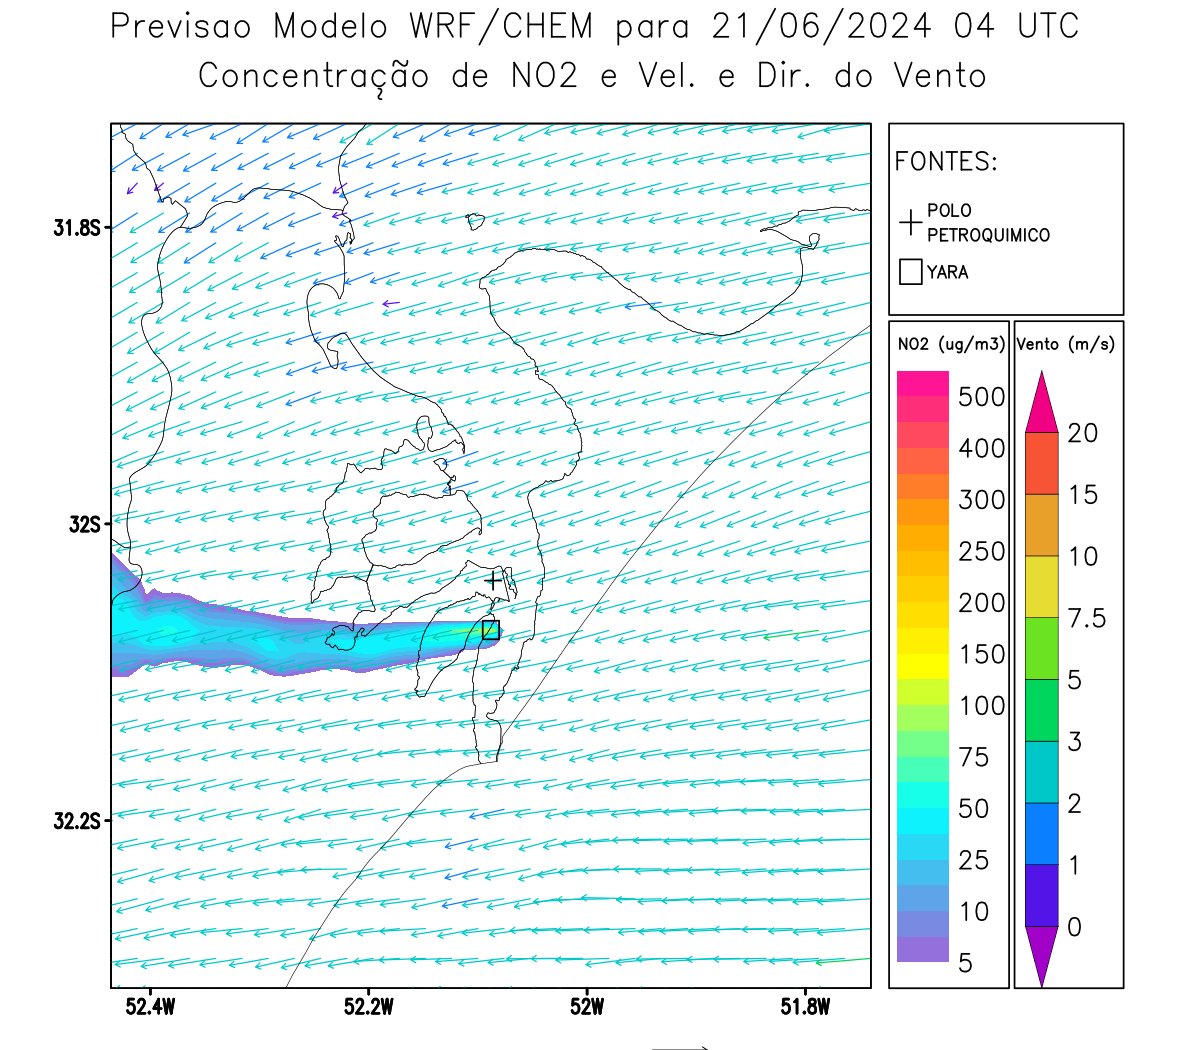 Previsao Modelo WRF/CHEM para 21/06/2024 04 UTC
Concentração de NO2 e Vel. e Dir. do Vento
FONTES:
POLO
PETROQUIMICO
YARA
31.8S
32S
32.2S
52.4W
52.2W
52W
51.8W
NO2 (ug/m3)
500
400
300
250
200
150
100
75
50
25
10
5
Vento (m/s)
20
15
10
7.5
5
3
2
1
0